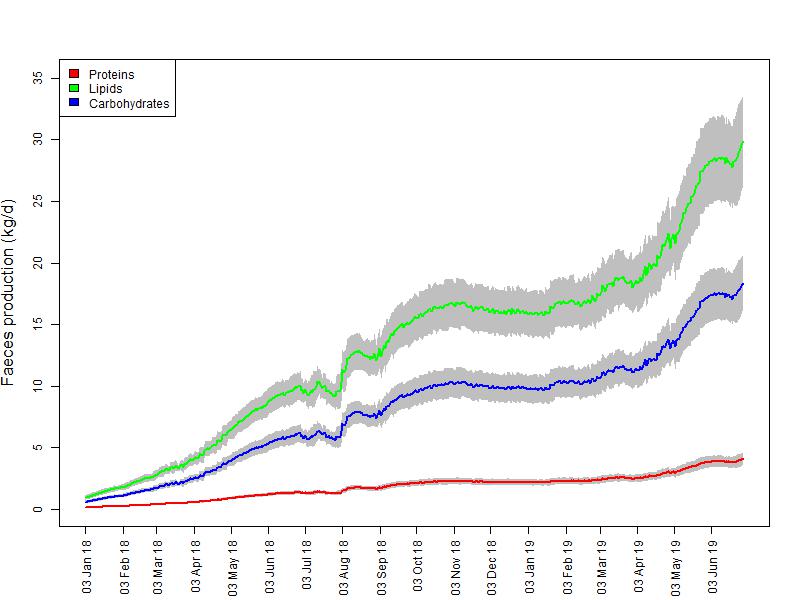 Proteins
Lipids
Carbohydrates
Faeces production (kg/d)
35
30
25
20
15
10
5
0
03 Jan 18
03 Feb 18
03 Mar 18
03 Apr 18
03 May 18
03 Jun 18
03 Jul 18
03 Aug 18
03 Sep 18
03 Oct 18
03 Nov 18
03 Dec 18
03 Jan 19
03 Feb 19
03 Mar 19
03 Apr 19
03 May 19
03 Jun 19